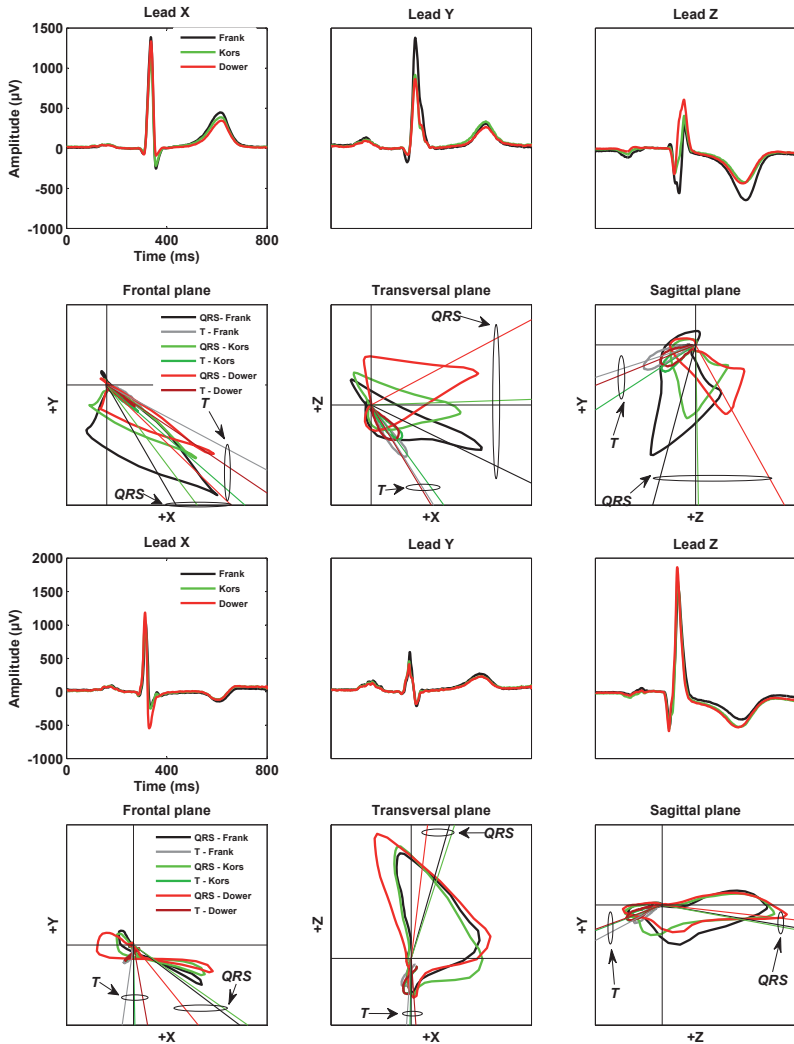 Lead X
Lead Y
Lead Z
Amplitude (µV)
1500
1000
500
0
-500
-1000
Frank
Kors
Dower
0
400
800
Time (ms)
Frontal plane
Transversal plane
Sagittal plane
QRS- Frank
T - Frank
QRS - Kors
T - Kors
QRS - Dower
T - Dower
T
QRS
+Y
+X
QRS
T
+Z
+X
T
QRS
+Y
+Z
Lead X
Lead Y
Lead Z
Amplitude (µV)
2000
1500
1000
500
0
-500
-1000
Frank
Kors
Dower
0
400
800
Time (ms)
Frontal plane
Transversal plane
Sagittal plane
QRS - Frank
T - Frank
QRS - Kors
T - Kors
QRS - Dower
T - Dower
T
QRS
+Y
+X
QRS
T
+Z
+X
T
QRS
+Y
+Z